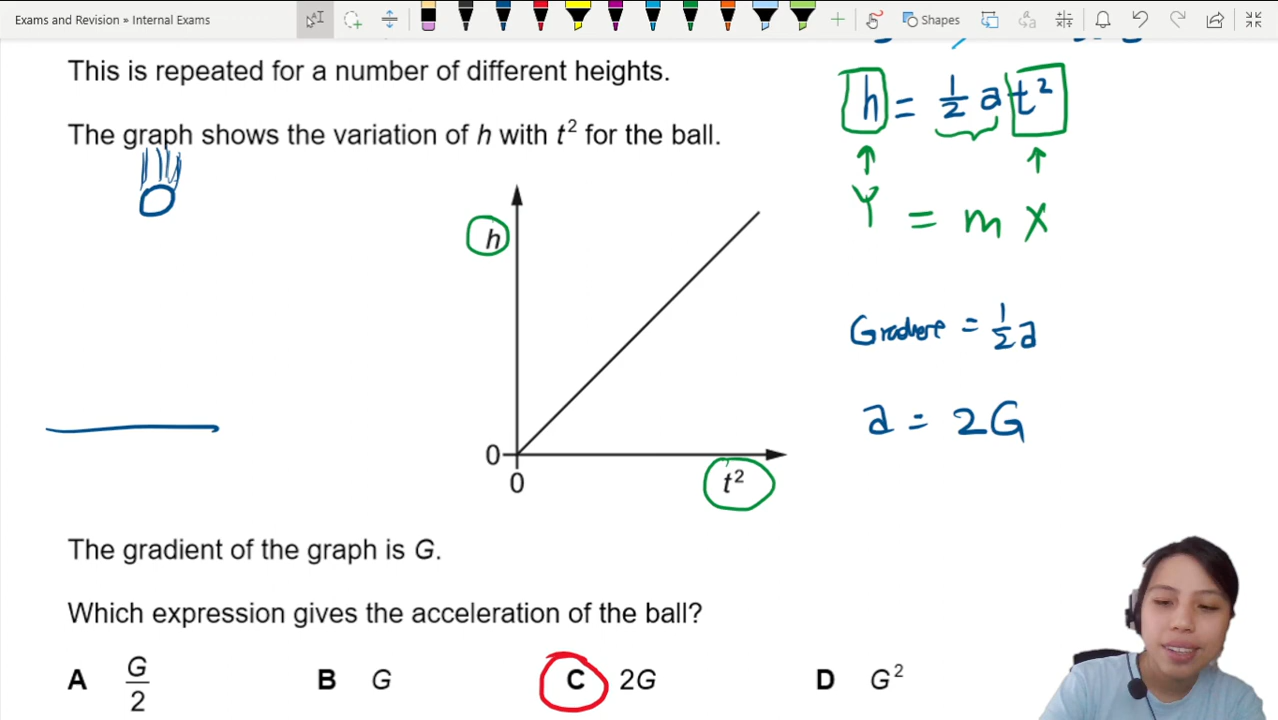 Exams and Revision » Internal Exams
Shapes
This is repeated for a number of different heights.
h = 1/2 a t²
The graph shows the variation of h with t² for the ball.
Y = m X
h
Gradient = 1/2 a
a = 2G
0
0
t²
The gradient of the graph is G.
Which expression gives the acceleration of the ball?
A G/2 B G C 2G D G²